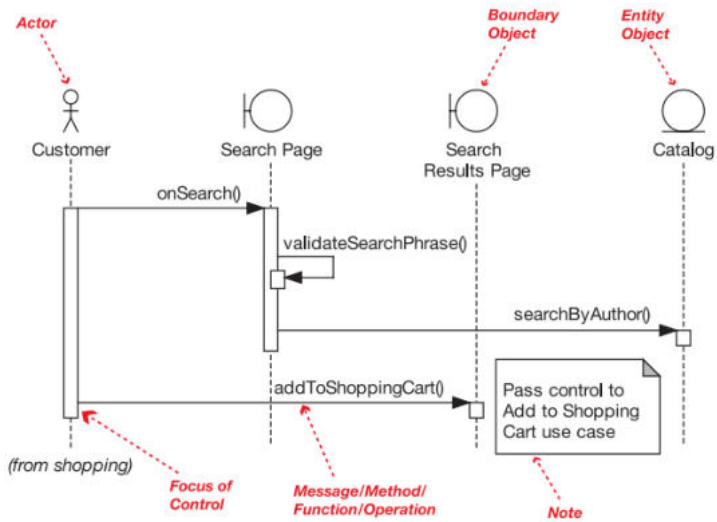 Actor
Boundary
Object
Entity
Object
Customer
Search Page
Search
Results Page
Catalog
onSearch()
validateSearchPhrase()
searchByAuthor()
addToShoppingCart()
Pass control to
Add to Shopping
Cart use case
(from shopping)
Focus of
Control
Message/Method/
Function/Operation
Note